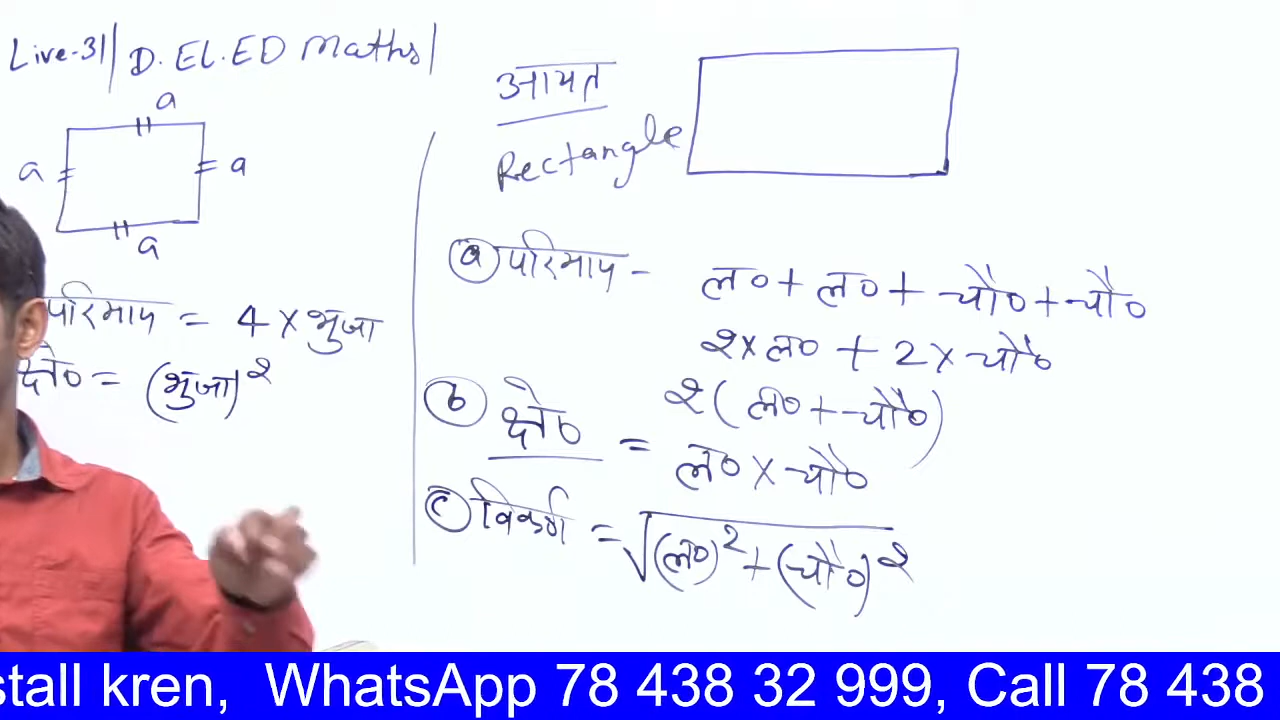 Live-31| D.EL.ED Maths|
a
a
a
a
परिमाप = 4 × भुजा
क्षे० = (भुजा)²
आयत
Rectangle
(a) परिमाप - ल० + ल० + चौ० + चौ०
२ × ल० + 2 × चौ०
२(ल० + चौ०)
(b) क्षे० = ल० × चौ०
(c) विकर्ण = √(ल०)² + (चौ०)²
stall kren, WhatsApp 78 438 32 999, Call 78 438